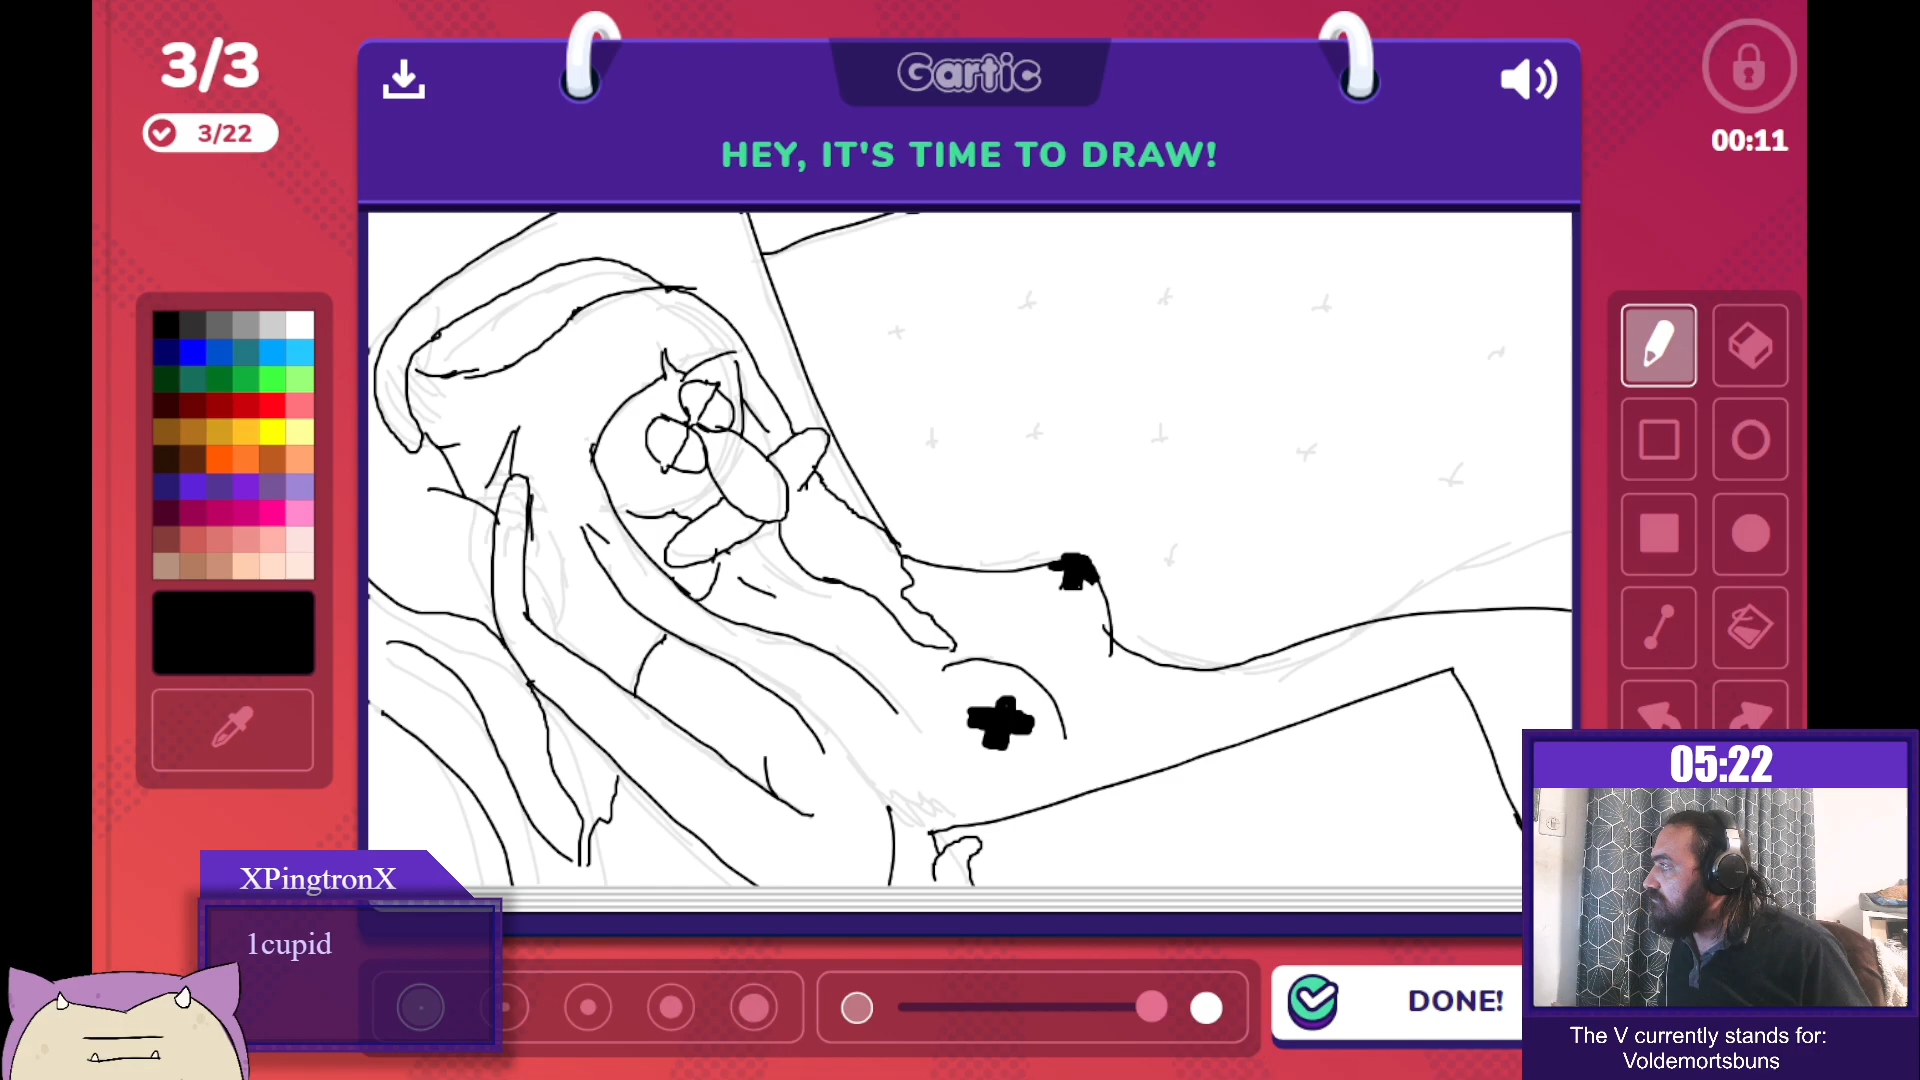 3/3
3/22
Gartic
HEY, IT'S TIME TO DRAW!
00:11
XPingtronX
1cupid
DONE!
05:22
The V currently stands for:
Voldemortsbuns